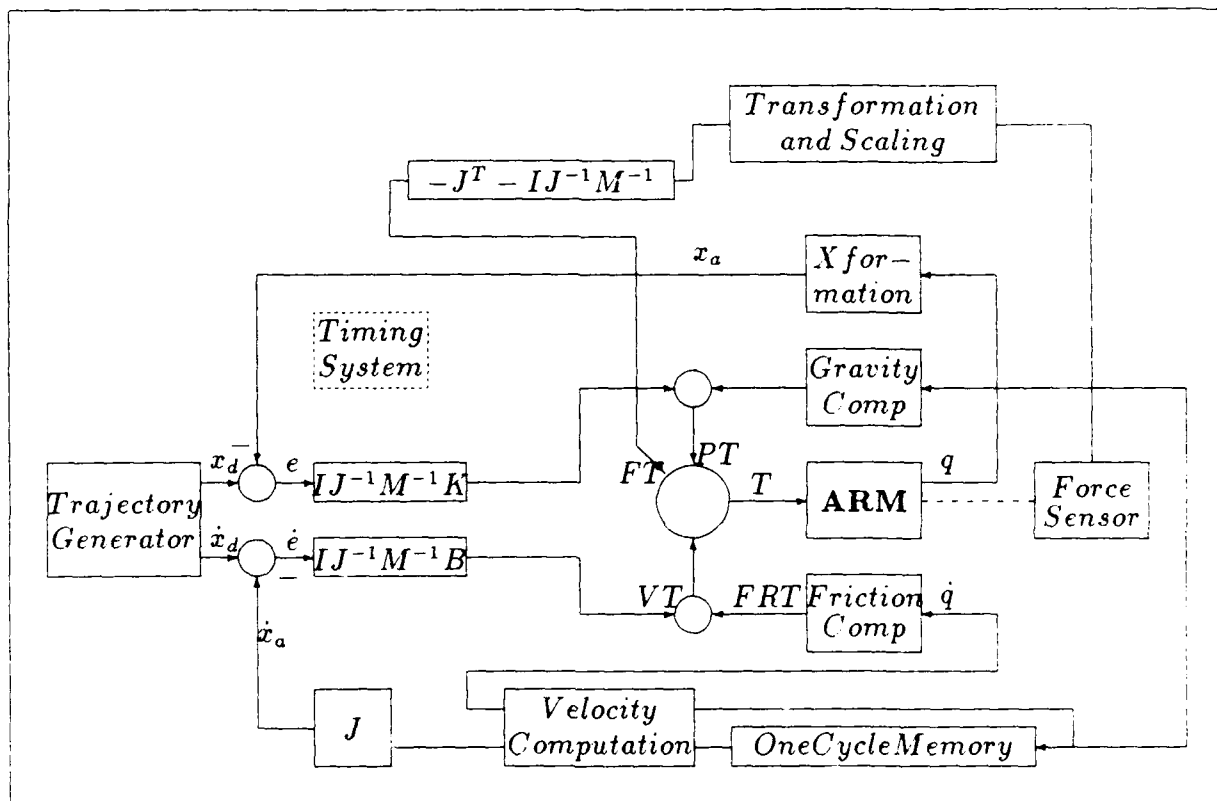 Transformation
and Scaling
−J^T − IJ^{−1}M^{−1}
x_a
Xfor−
mation
Timing
System
Gravity
Comp
x_d
−
e
IJ^{−1}M^{−1}K
FT
PT
T
ARM
q
Force
Sensor
Trajectory
Generator
ẋ_d
ė
−
IJ^{−1}M^{−1}B
VT
FRT
Friction
Comp
q̇
ẋ_a
J
Velocity
Computation
OneCycleMemory